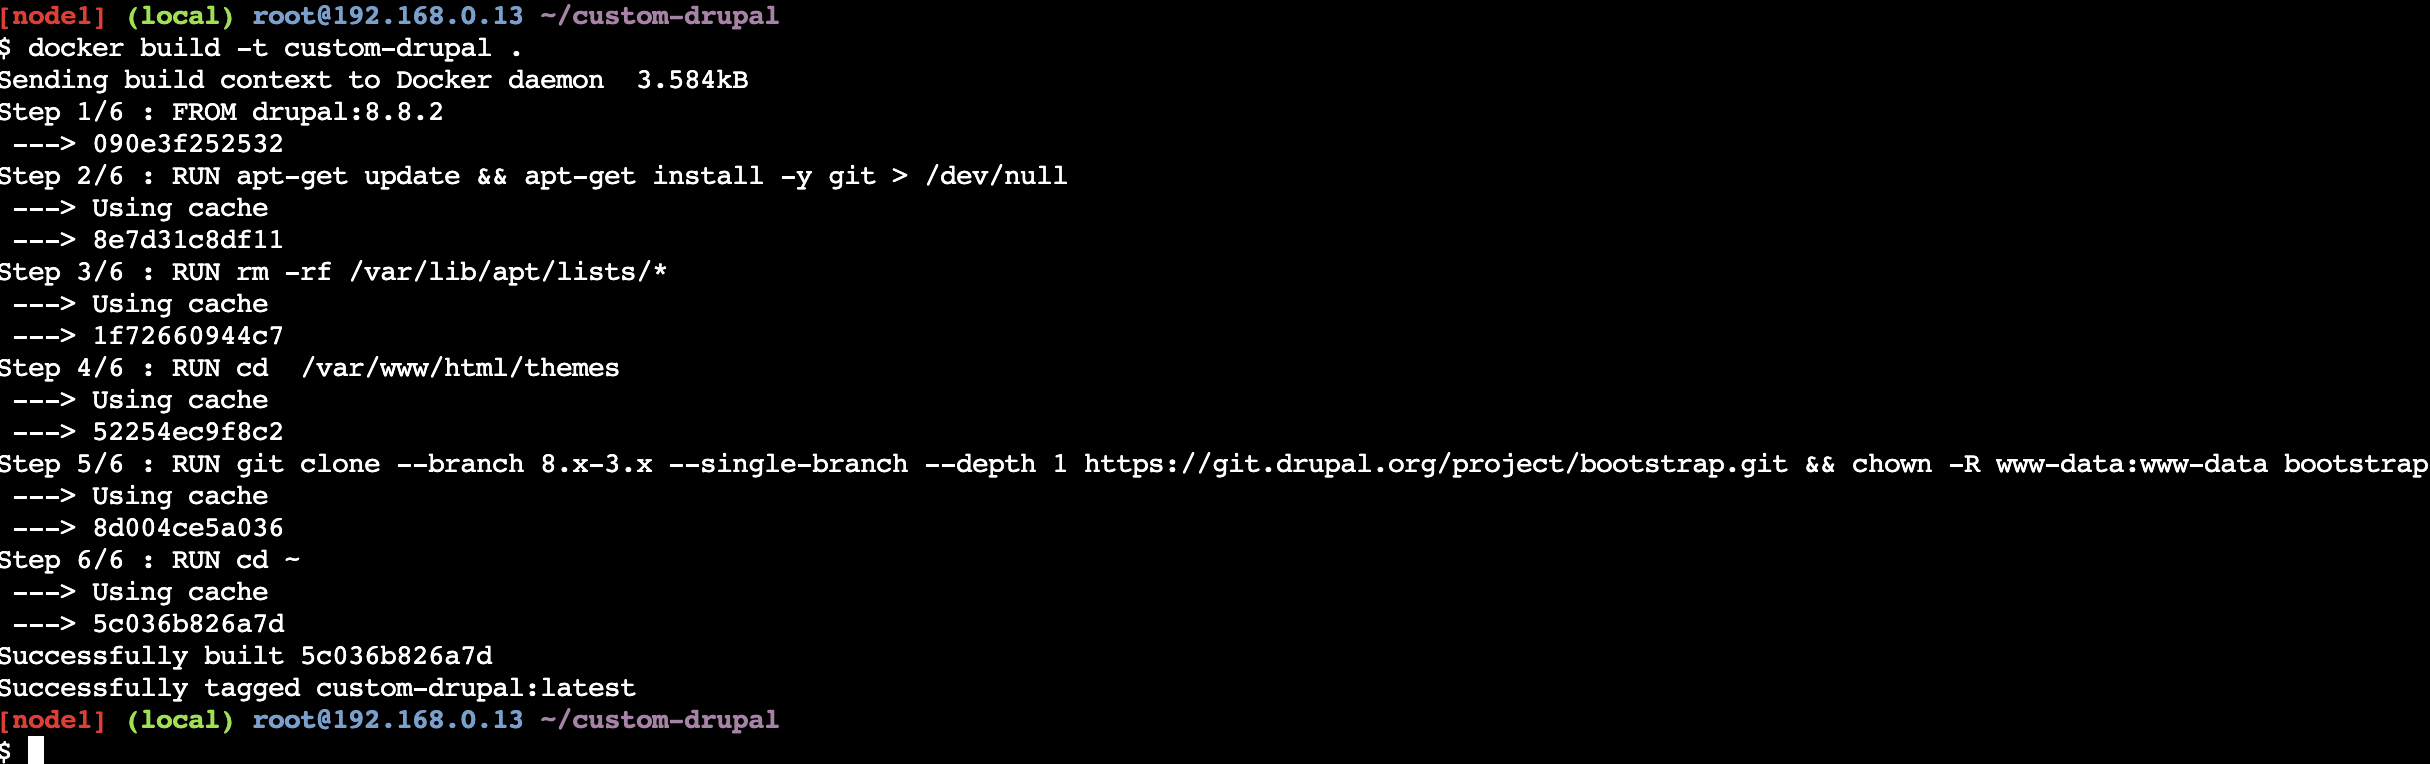 [node1] (local) root@192.168.0.13 ~/custom-drupal
$ docker build -t custom-drupal .
Sending build context to Docker daemon  3.584kB
Step 1/6 : FROM drupal:8.8.2
 ---> 090e3f252532
Step 2/6 : RUN apt-get update && apt-get install -y git > /dev/null
 ---> Using cache
 ---> 8e7d31c8df11
Step 3/6 : RUN rm -rf /var/lib/apt/lists/*
 ---> Using cache
 ---> 1f72660944c7
Step 4/6 : RUN cd  /var/www/html/themes
 ---> Using cache
 ---> 52254ec9f8c2
Step 5/6 : RUN git clone --branch 8.x-3.x --single-branch --depth 1 https://git.drupal.org/project/bootstrap.git && chown -R www-data:www-data bootstrap
 ---> Using cache
 ---> 8d004ce5a036
Step 6/6 : RUN cd ~
 ---> Using cache
 ---> 5c036b826a7d
Successfully built 5c036b826a7d
Successfully tagged custom-drupal:latest
[node1] (local) root@192.168.0.13 ~/custom-drupal
$